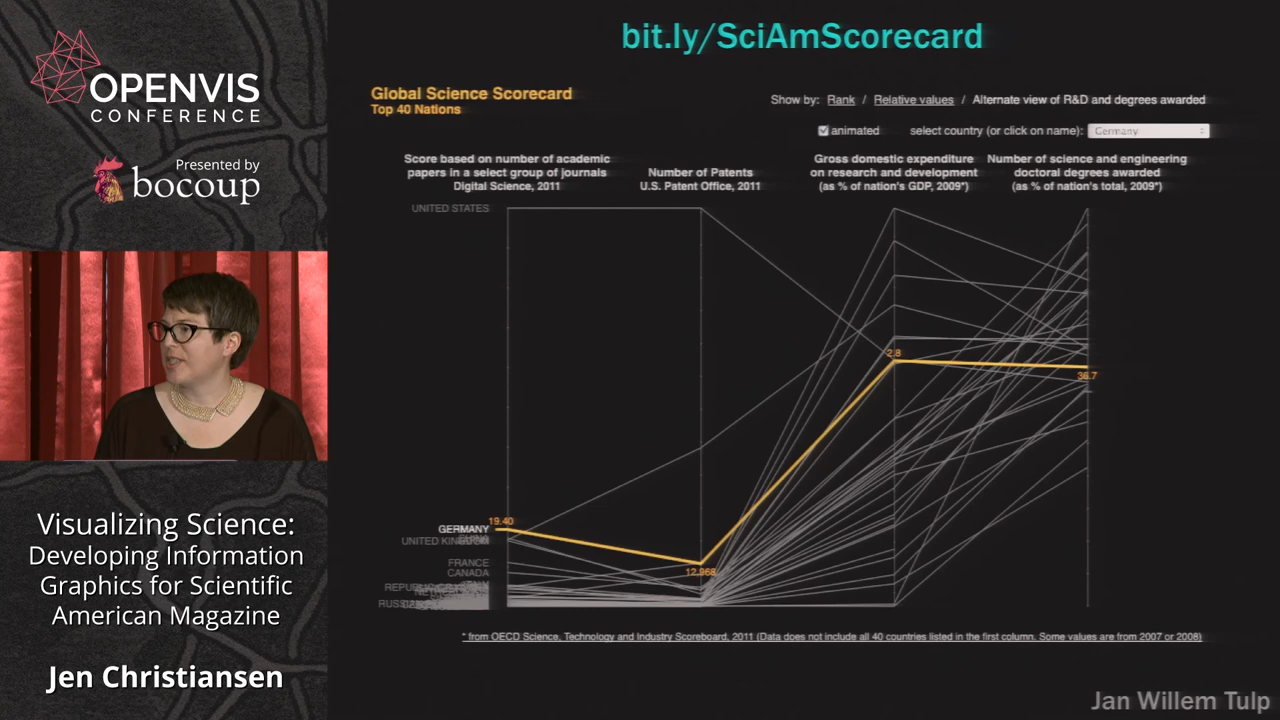 OPENVIS
CONFERENCE
Presented by
bocoup
Visualizing Science:
Developing Information
Graphics for Scientific
American Magazine
Jen Christiansen
bit.ly/SciAmScorecard
Global Science Scorecard
Top 40 Nations
Show by: Rank / Relative values / Alternate view of R&D and degrees awarded
animated select country (or click on name): Germany
Score based on number of academic
papers in a select group of journals
Digital Science, 2011
Number of Patents
U.S. Patent Office, 2011
Gross domestic expenditure
on research and development
(as % of nation's GDP, 2009*)
Number of science and engineering
doctoral degrees awarded
(as % of nation's total, 2009*)
UNITED STATES
2.8
36.7
19.40
GERMANY
UNITED KINGDOM
FRANCE
12,968
CANADA
* from OECD Science, Technology and Industry Scoreboard, 2011 (Data does not include all 40 countries listed in the first column. Some values are from 2007 or 2008)
Jan Willem Tulp